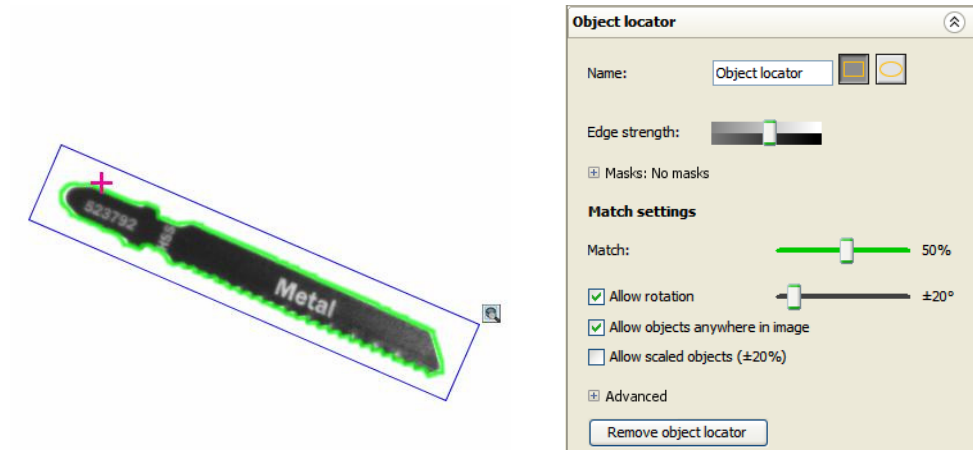 523792
HSS
Metal
Object locator
Name: Object locator
Edge strength:
Masks: No masks
Match settings
Match: 50%
Allow rotation ±20°
Allow objects anywhere in image
Allow scaled objects (±20%)
Advanced
Remove object locator